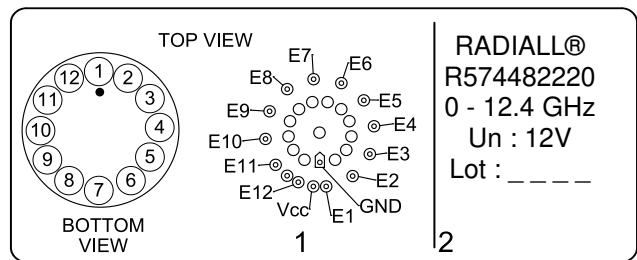 TOP VIEW
1
2
3
4
5
6
7
8
9
10
11
12
BOTTOM
VIEW
E7
E6
E8
E5
E9
E4
E10
E3
E11
E2
E12
GND
Vcc
E1
1
RADIALL®
R574482220
0 - 12.4 GHz
Un : 12V
Lot : _ _ _ _
2